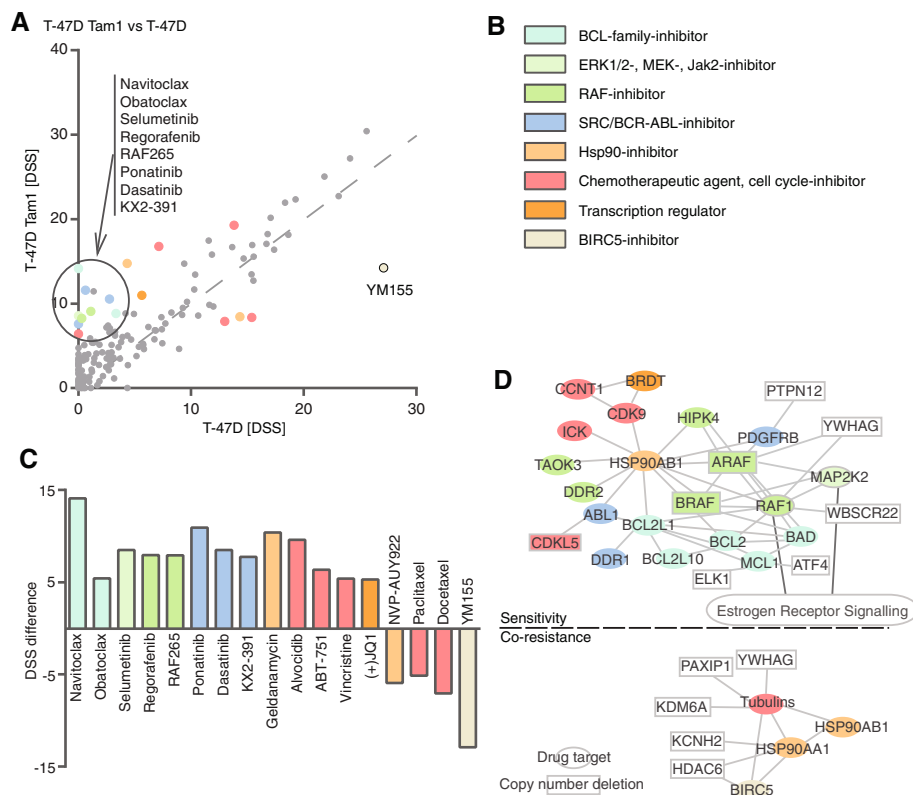 A
T-47D Tam1 vs T-47D
40
30
20
10
0
T-47D Tam1 [DSS]
Navitoclax
Obatoclax
Selumetinib
Regorafenib
RAF265
Ponatinib
Dasatinib
KX2-391
YM155
0
10
20
30
T-47D [DSS]
B
BCL-family-inhibitor
ERK1/2-, MEK-, Jak2-inhibitor
RAF-inhibitor
SRC/BCR-ABL-inhibitor
Hsp90-inhibitor
Chemotherapeutic agent, cell cycle-inhibitor
Transcription regulator
BIRC5-inhibitor
C
15
5
-5
-15
DSS difference
Navitoclax
Obatoclax
Selumetinib
Regorafenib
RAF265
Ponatinib
Dasatinib
KX2-391
Geldanamycin
Alvocidib
ABT-751
Vincristine
(+)JQ1
NVP-AUY922
Paclitaxel
Docetaxel
YM155
D
CCNT1
BRDT
PTPN12
CDK9
HIPK4
ICK
PDGFRB
YWHAG
TAOK3
HSP90AB1
ARAF
MAP2K2
DDR2
BRAF
RAF1
ABL1
WBSCR22
BCL2L1
CDKL5
BCL2
BAD
DDR1
BCL2L10
MCL1
ATF4
ELK1
Estrogen Receptor Signalling
Sensitivity
Co-resistance
PAXIP1
YWHAG
KDM6A
Tubulins
HSP90AB1
KCNH2
HSP90AA1
HDAC6
BIRC5
Drug target
Copy number deletion